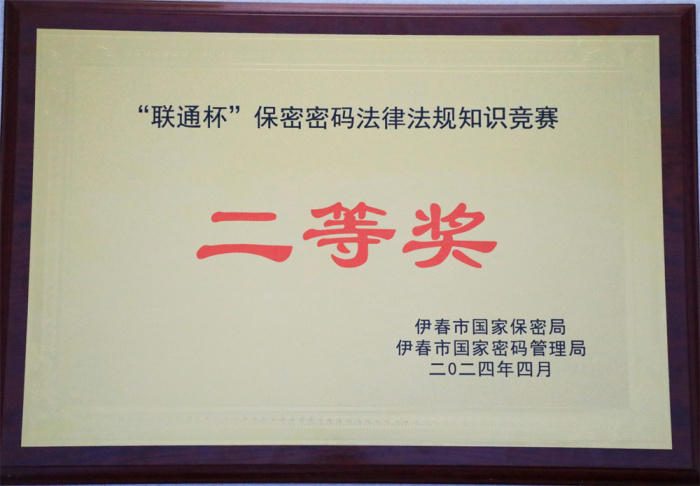 “联通杯”保密密码法律法规知识竞赛
二等奖
伊春市国家保密局
伊春市国家密码管理局
二0二四年四月